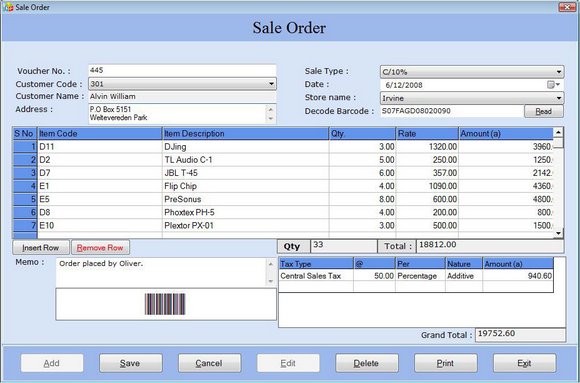 Sale Order
Sale Order
Voucher No. : 445 Sale Type : C/10%
Customer Code : 301 Date : 6/12/2008
Customer Name : Alvin William Store name : Irvine
Address : P.O Box 5151 Decode Barcode : S07FAGD08020090 Read
Weltevereden Park
S No Item Code Item Description Qty. Rate Amount (a)
1 D11 DJing 3.00 1320.00 3960.
2 D2 TL Audio C-1 5.00 250.00 1250.
3 D7 JBL T-45 6.00 357.00 2142.
4 E1 Flip Chip 4.00 1090.00 4360.
5 E5 PreSonus 8.00 600.00 4800.
6 D8 Phoxtex PH-5 4.00 200.00 800.
7 E10 Plextor PX-01 3.00 500.00 1500.
Insert Row Remove Row Qty 33 Total : 18812.00
Memo : Order placed by Oliver.
Tax Type @ Per Nature Amount (a)
Central Sales Tax 50.00 Percentage Additive 940.60
Grand Total : 19752.60
Add Save Cancel Edit Delete Print Exit